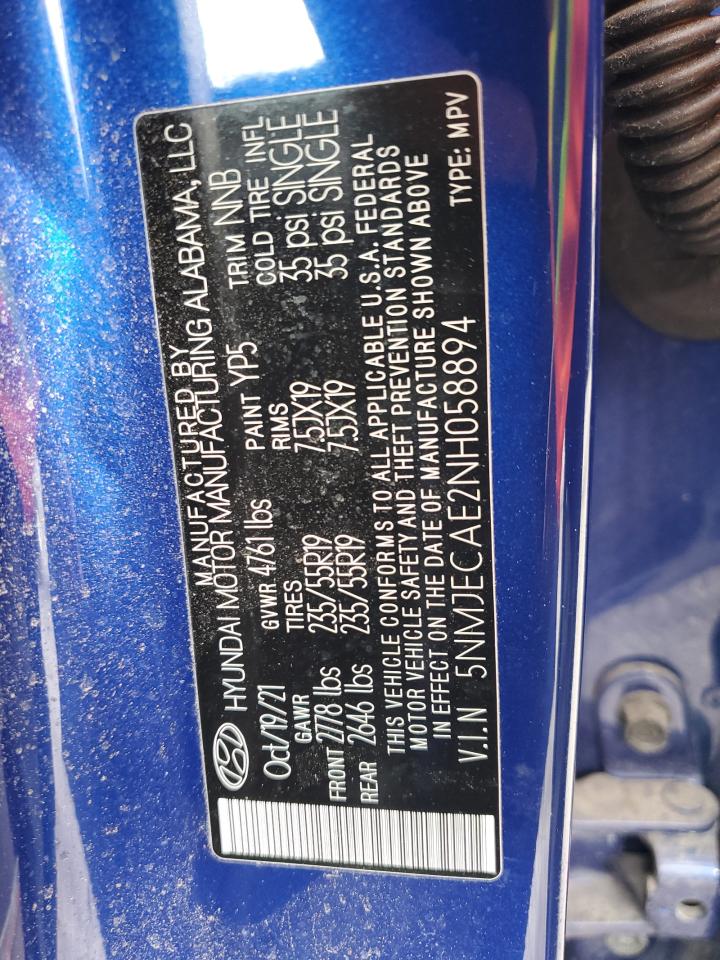 MANUFACTURED BY
HYUNDAI MOTOR MANUFACTURING ALABAMA, LLC
Oct/19/21 GVWR 4761 lbs PAINT YP5 TRIM NNB
GAWR TIRES RIMS COLD TIRE INFL
FRONT 2778 lbs 235/55R19 7.5JX19 35 psi SINGLE
REAR 2646 lbs 235/55R19 7.5JX19 35 psi SINGLE
THIS VEHICLE CONFORMS TO ALL APPLICABLE U.S.A. FEDERAL
MOTOR VEHICLE SAFETY AND THEFT PREVENTION STANDARDS
IN EFFECT ON THE DATE OF MANUFACTURE SHOWN ABOVE
V.I.N 5NMJECAE2NH058894 TYPE: MPV